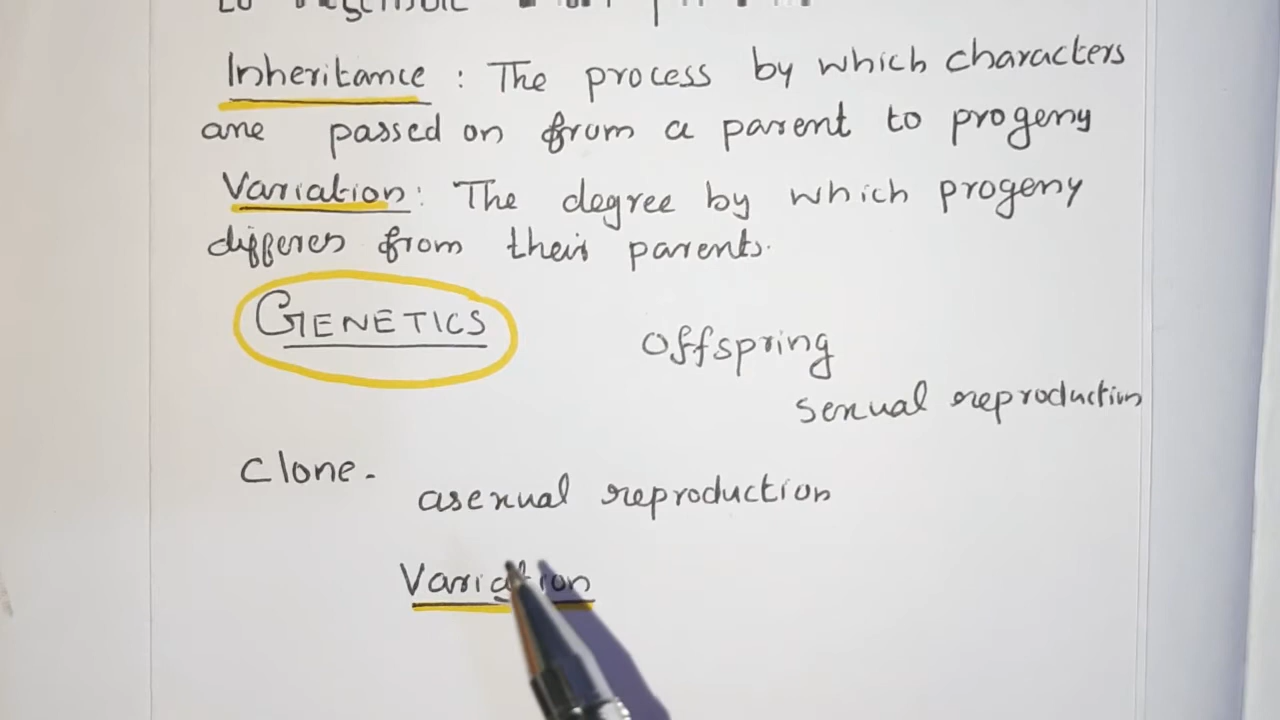 Inheritance : The process by which characters
are passed on from a parent to progeny
Variation : The degree by which progeny
differes from their parents.
GENETICS
Offspring
sexual reproduction
Clone -
asexual reproduction
Variation